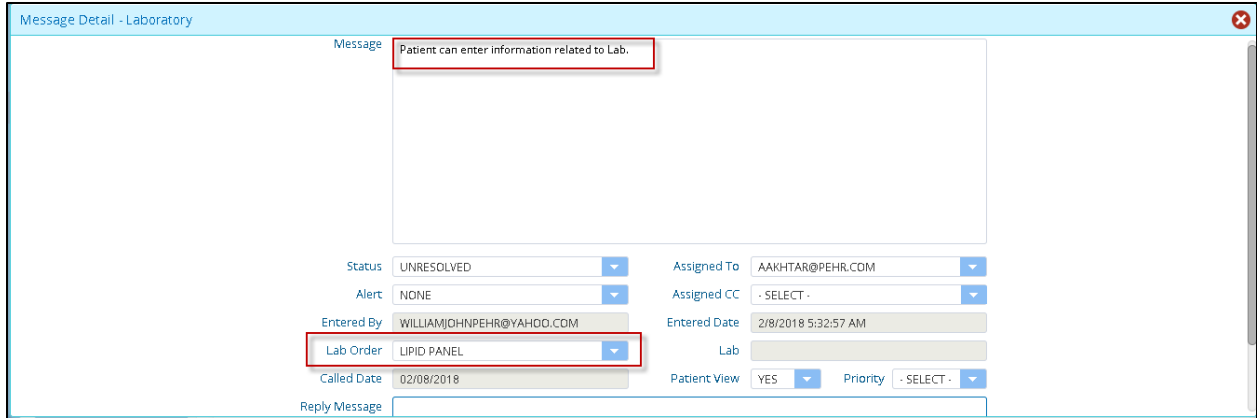 Message Detail - Laboratory
Message Patient can enter information related to Lab.
Status UNRESOLVED Assigned To AAKHTAR@PEHR.COM
Alert NONE Assigned CC - SELECT -
Entered By WILLIAMJOHNPEHR@YAHOO.COM Entered Date 2/8/2018 5:32:57 AM
Lab Order LIPID PANEL Lab
Called Date 02/08/2018 Patient View YES Priority - SELECT -
Reply Message